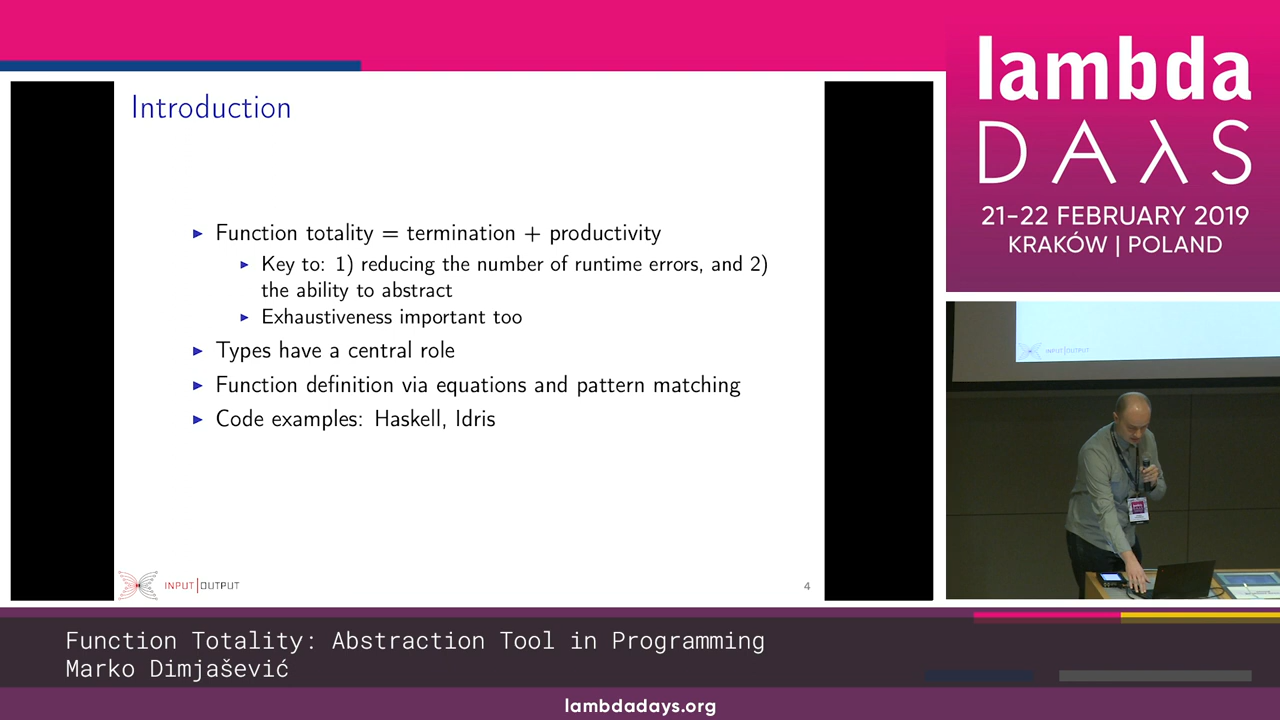 Introduction
▶ Function totality = termination + productivity
▶ Key to: 1) reducing the number of runtime errors, and 2)
the ability to abstract
▶ Exhaustiveness important too
▶ Types have a central role
▶ Function definition via equations and pattern matching
▶ Code examples: Haskell, Idris
INPUT|OUTPUT
4
lambda
DAλS
21-22 FEBRUARY 2019
KRAKÓW | POLAND
INPUT|OUTPUT
Function Totality: Abstraction Tool in Programming
Marko Dimjašević
lambdadays.org